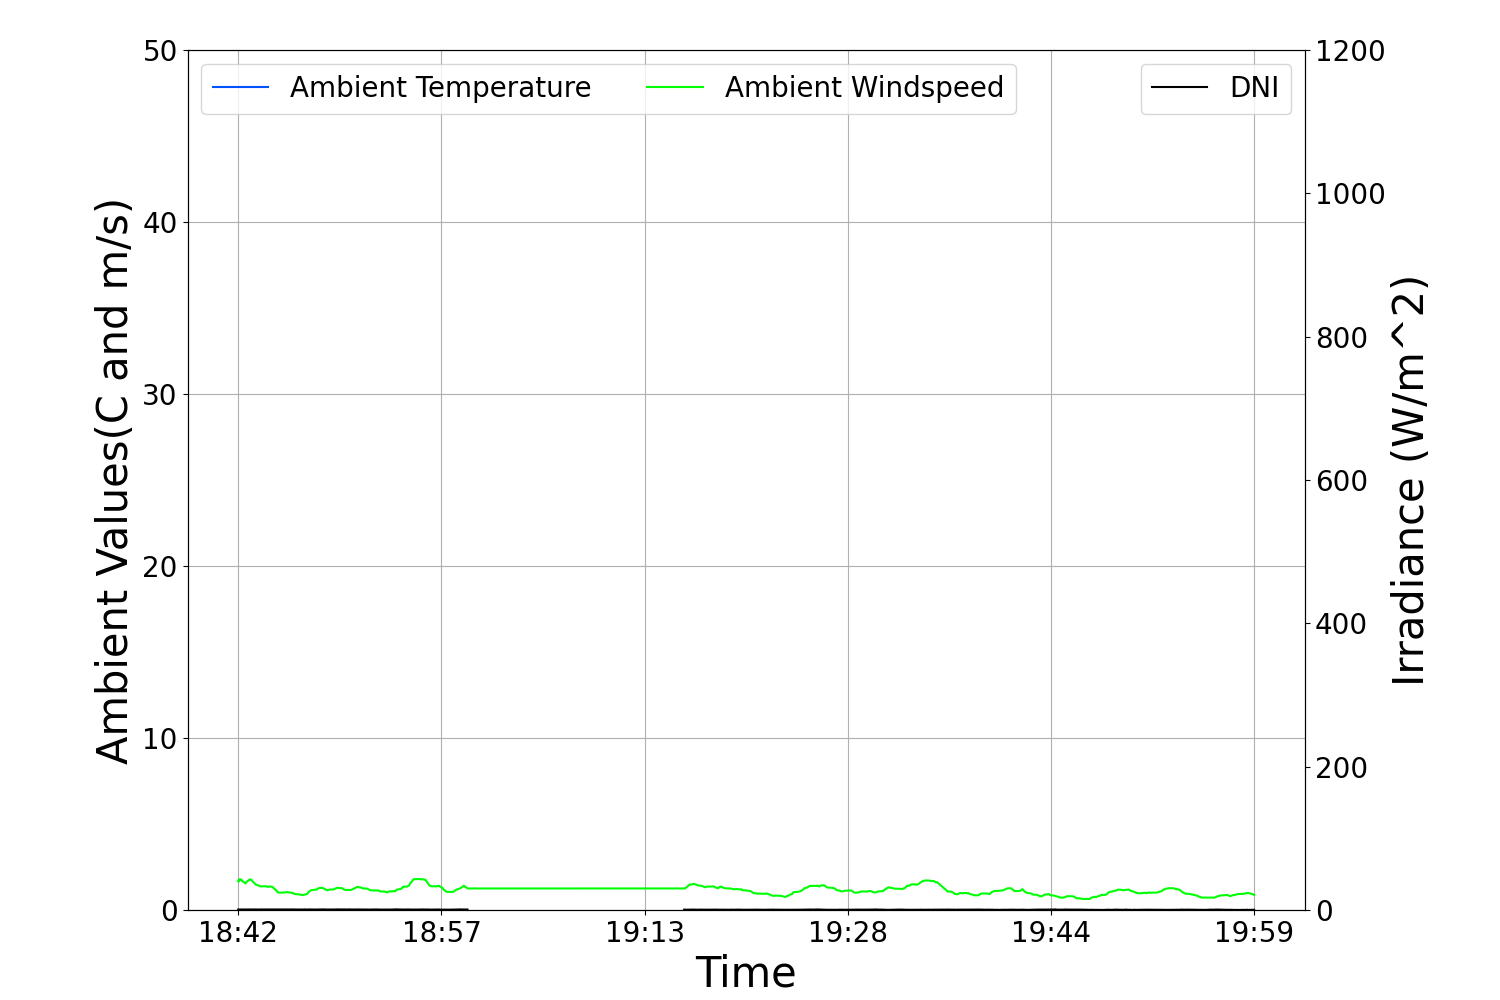 Ambient Temperature
Ambient Windspeed
DNI
Ambient Values(C and m/s)
50
40
30
20
10
0
1200
1000
800
600
400
200
0
Irradiance (W/m^2)
18:42 18:57 19:13 19:28 19:44 19:59
Time